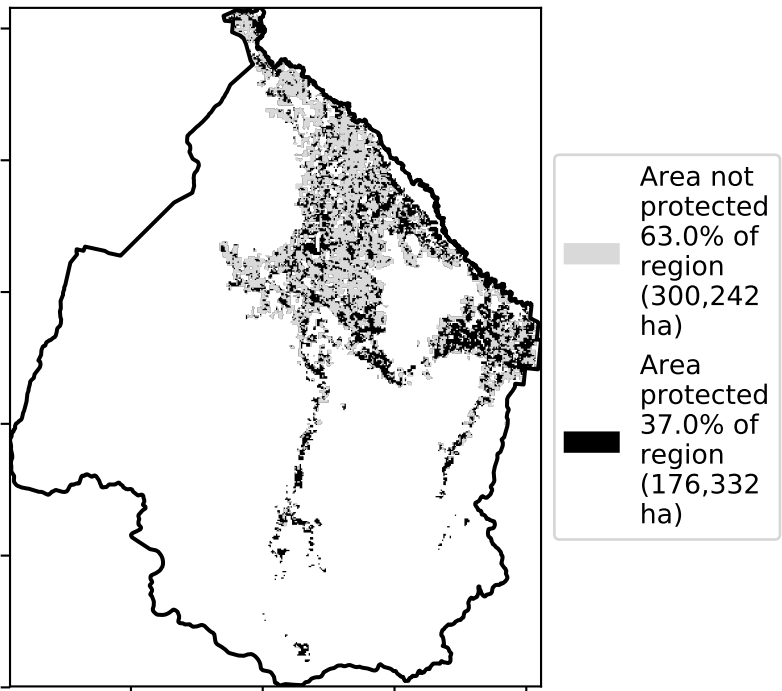 Area not
protected
63.0% of
region
(300,242
ha)
Area
protected
37.0% of
region
(176,332
ha)